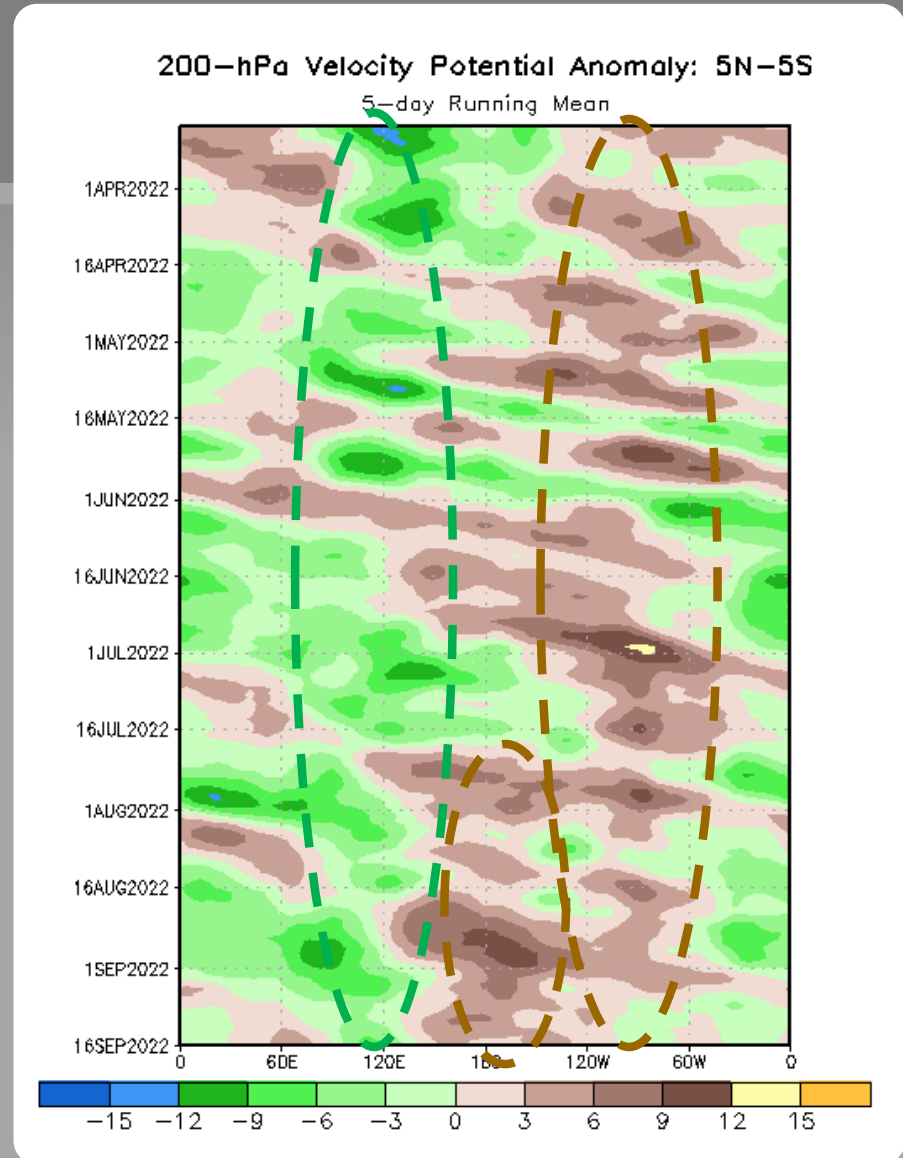 200-hPa Velocity Potential Anomaly: 5N-5S
5-day Running Mean
1APR2022
16APR2022
1MAY2022
16MAY2022
1JUN2022
16JUN2022
1JUL2022
16JUL2022
1AUG2022
16AUG2022
1SEP2022
16SEP2022
0 60E 120E 120W 60W 0
-15 -12 -9 -6 -3 0 3 6 9 12 15